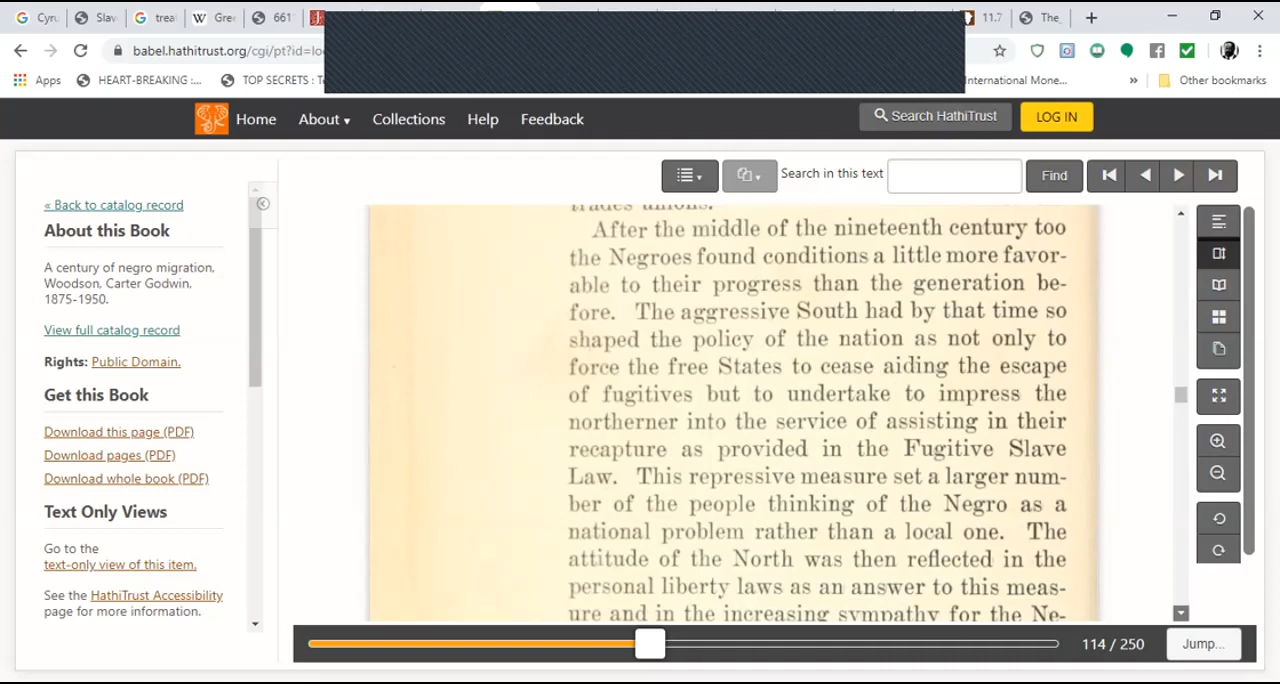 Cyru
Slav
trea
Gree
661
11.7
The_
babel.hathitrust.org/cgi/pt?id=lo
Apps
HEART-BREAKING :...
TOP SECRETS : T
International Mone...
Other bookmarks
Home
About
Collections
Help
Feedback
Search HathiTrust
LOG IN
Search in this text
Find
« Back to catalog record
About this Book
A century of negro migration,
Woodson, Carter Godwin,
1875-1950.
View full catalog record
Rights: Public Domain.
Get this Book
Download this page (PDF)
Download pages (PDF)
Download whole book (PDF)
Text Only Views
Go to the
text-only view of this item.
See the HathiTrust Accessibility
page for more information.
trades unions.
After the middle of the nineteenth century too
the Negroes found conditions a little more favor-
able to their progress than the generation be-
fore. The aggressive South had by that time so
shaped the policy of the nation as not only to
force the free States to cease aiding the escape
of fugitives but to undertake to impress the
northerner into the service of assisting in their
recapture as provided in the Fugitive Slave
Law. This repressive measure set a larger num-
ber of the people thinking of the Negro as a
national problem rather than a local one. The
attitude of the North was then reflected in the
personal liberty laws as an answer to this meas-
ure and in the increasing sympathy for the Ne-
114 / 250
Jump...